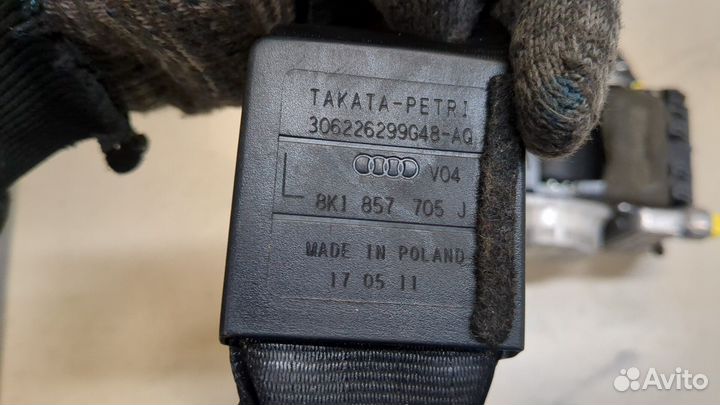 TAKATA-PETRI
306226299G48-AQ
V04
L
8K1 857 705 J
MADE IN POLAND
17 05 11
Avito